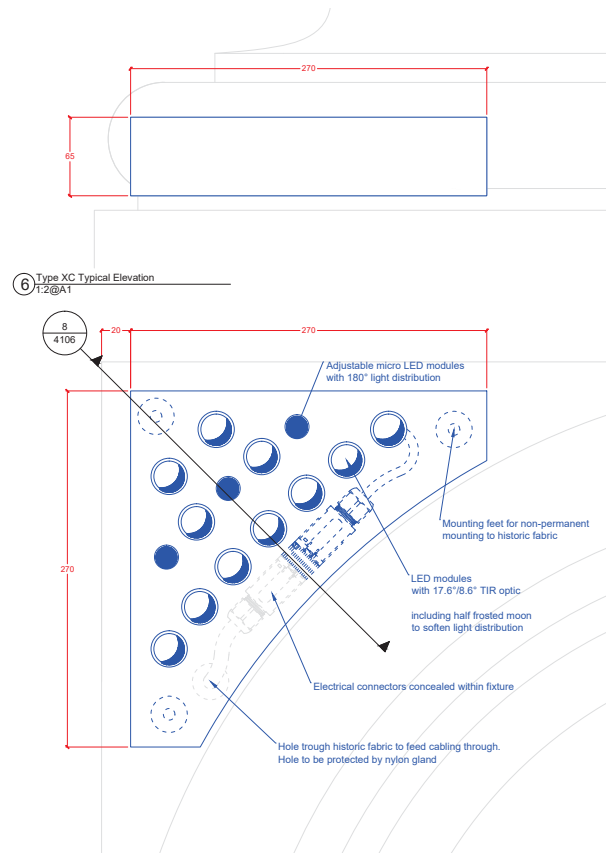 270
65
6
Type XC Typical Elevation
1:2@A1
8
4106
20
270
Adjustable micro LED modules
with 180° light distribution
Mounting feet for non-permanent
mounting to historic fabric
270
LED modules
with 17.6°/8.6° TIR optic
including half frosted moon
to soften light distribution
Electrical connectors concealed within fixture
Hole trough historic fabric to feed cabling through.
Hole to be protected by nylon gland